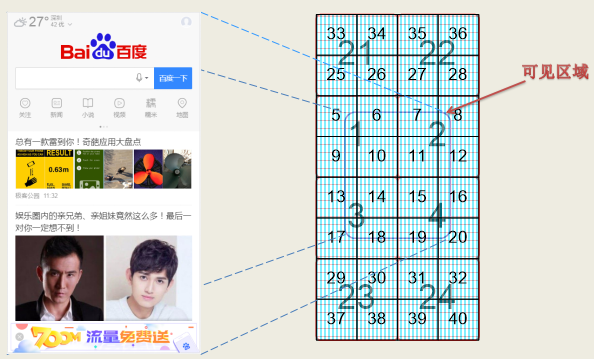 27° 深圳
42 优
Bai du 百度
百度一下
关注 新闻 小说 视频 糯米 地图
总有一款雷到你！奇葩应用大盘点
0.63m
极客公园 11:32
娱乐圈内的亲兄弟、亲姐妹竟然这么多！最后一
对你一定想不到！
700M 流量免费送
33 34 35 36
21 22
25 26 27 28
可见区域
5 6 7 8
1 2
9 10 11 12
13 14 15 16
3 4
17 18 19 20
29 30 31 32
23 24
37 38 39 40